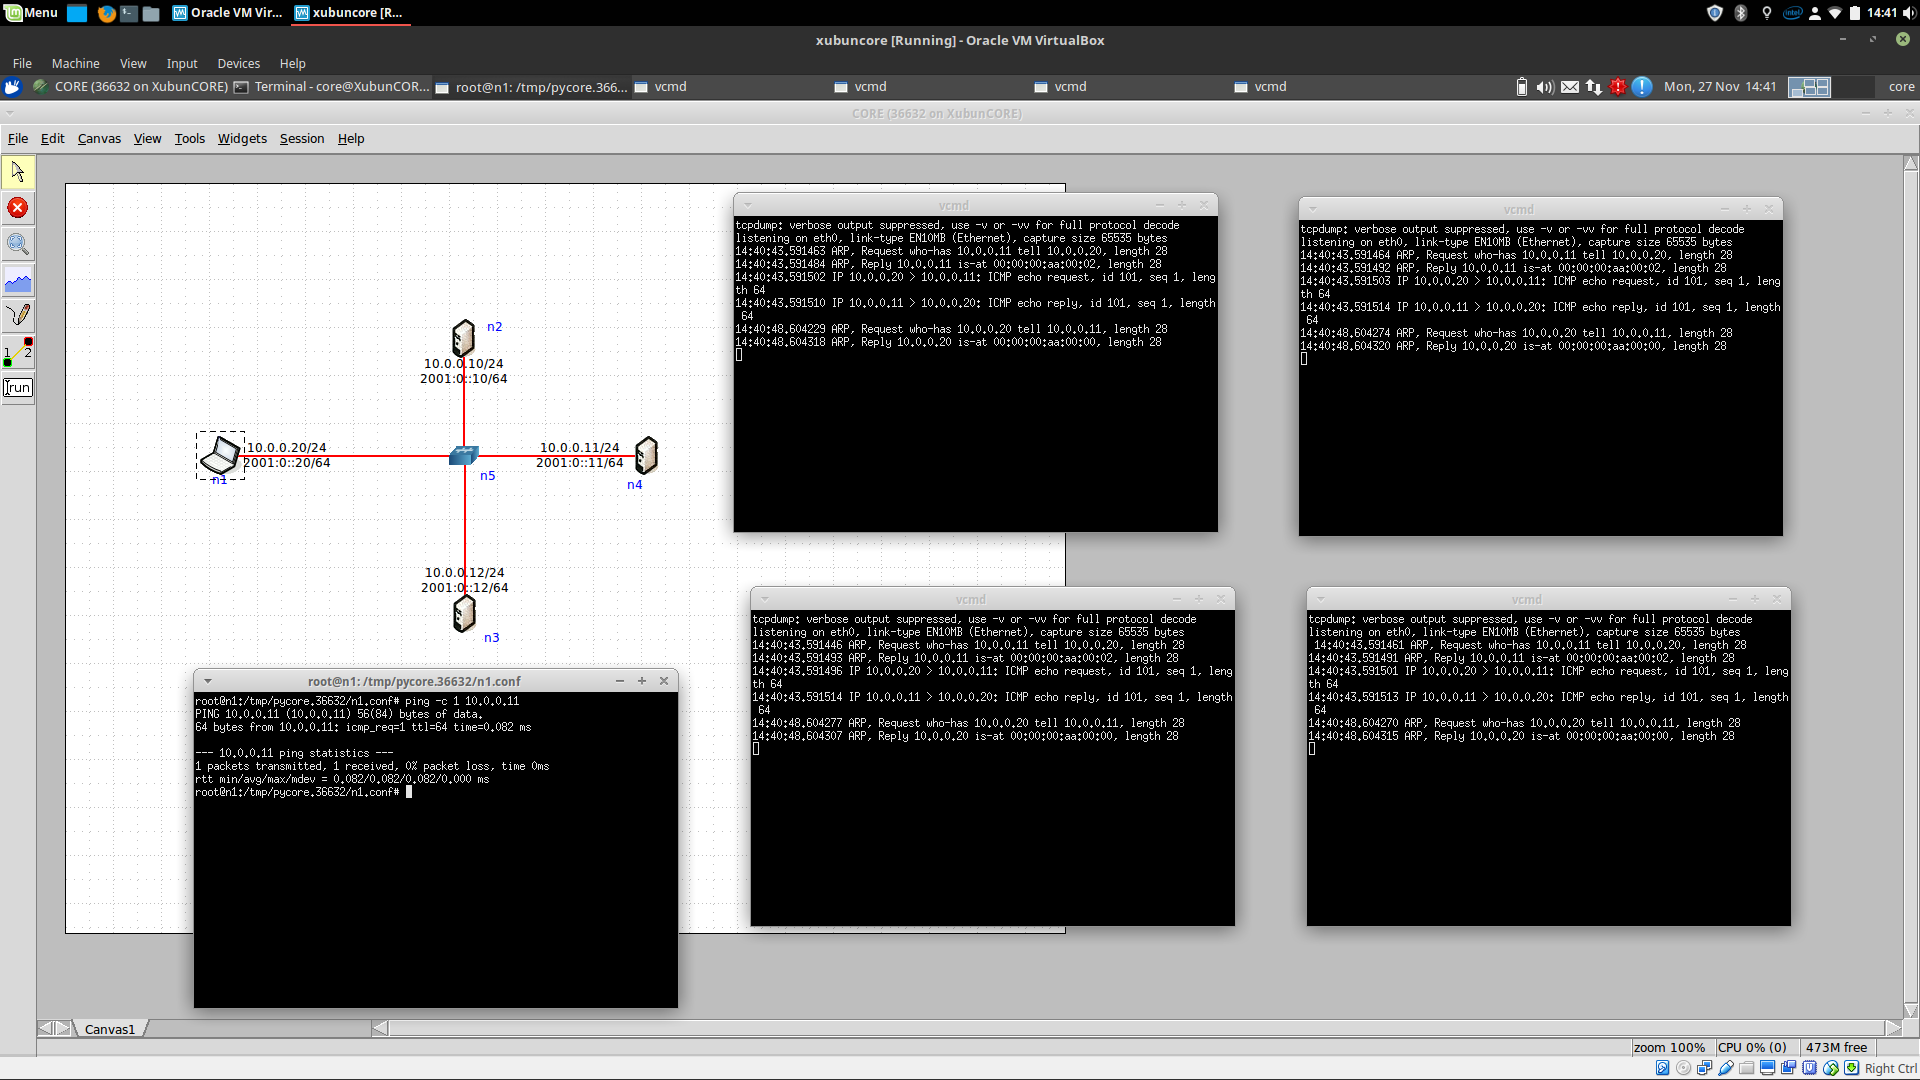 Menu
Oracle VM Vir...
xubuncore [R...
intel
14:41
xubuncore [Running] - Oracle VM VirtualBox
File Machine View Input Devices Help
CORE (36632 on XubunCORE)
Terminal - core@XubunCOR...
root@n1: /tmp/pycore.366...
vcmd
vcmd
vcmd
vcmd
Mon, 27 Nov 14:41
core
CORE (36632 on XubunCORE)
File Edit Canvas View Tools Widgets Session Help
1 2
run
n2
10.0.0.10/24
2001:0::10/64
10.0.0.20/24
2001:0::20/64
n1
n5
10.0.0.11/24
2001:0::11/64
n4
10.0.0.12/24
2001:0::12/64
n3
vcmd
tcpdump: verbose output suppressed, use -v or -vv for full protocol decode
listening on eth0, link-type EN10MB (Ethernet), capture size 65535 bytes
14:40:43.591463 ARP, Request who-has 10.0.0.11 tell 10.0.0.20, length 28
14:40:43.591484 ARP, Reply 10.0.0.11 is-at 00:00:00:aa:00:02, length 28
14:40:43.591502 IP 10.0.0.20 > 10.0.0.11: ICMP echo request, id 101, seq 1, leng
th 64
14:40:43.591510 IP 10.0.0.11 > 10.0.0.20: ICMP echo reply, id 101, seq 1, length
64
14:40:48.604229 ARP, Request who-has 10.0.0.20 tell 10.0.0.11, length 28
14:40:48.604318 ARP, Reply 10.0.0.20 is-at 00:00:00:aa:00:00, length 28
vcmd
tcpdump: verbose output suppressed, use -v or -vv for full protocol decode
listening on eth0, link-type EN10MB (Ethernet), capture size 65535 bytes
14:40:43.591464 ARP, Request who-has 10.0.0.11 tell 10.0.0.20, length 28
14:40:43.591492 ARP, Reply 10.0.0.11 is-at 00:00:00:aa:00:02, length 28
14:40:43.591503 IP 10.0.0.20 > 10.0.0.11: ICMP echo request, id 101, seq 1, leng
th 64
14:40:43.591514 IP 10.0.0.11 > 10.0.0.20: ICMP echo reply, id 101, seq 1, length
64
14:40:48.604274 ARP, Request who-has 10.0.0.20 tell 10.0.0.11, length 28
14:40:48.604320 ARP, Reply 10.0.0.20 is-at 00:00:00:aa:00:00, length 28
vcmd
tcpdump: verbose output suppressed, use -v or -vv for full protocol decode
listening on eth0, link-type EN10MB (Ethernet), capture size 65535 bytes
14:40:43.591446 ARP, Request who-has 10.0.0.11 tell 10.0.0.20, length 28
14:40:43.591493 ARP, Reply 10.0.0.11 is-at 00:00:00:aa:00:02, length 28
14:40:43.591496 IP 10.0.0.20 > 10.0.0.11: ICMP echo request, id 101, seq 1, leng
th 64
14:40:43.591514 IP 10.0.0.11 > 10.0.0.20: ICMP echo reply, id 101, seq 1, length
64
14:40:48.604277 ARP, Request who-has 10.0.0.20 tell 10.0.0.11, length 28
14:40:48.604307 ARP, Reply 10.0.0.20 is-at 00:00:00:aa:00:00, length 28
vcmd
tcpdump: verbose output suppressed, use -v or -vv for full protocol decode
listening on eth0, link-type EN10MB (Ethernet), capture size 65535 bytes
14:40:43.591461 ARP, Request who-has 10.0.0.11 tell 10.0.0.20, length 28
14:40:43.591491 ARP, Reply 10.0.0.11 is-at 00:00:00:aa:00:02, length 28
14:40:43.591501 IP 10.0.0.20 > 10.0.0.11: ICMP echo request, id 101, seq 1, leng
th 64
14:40:43.591513 IP 10.0.0.11 > 10.0.0.20: ICMP echo reply, id 101, seq 1, length
64
14:40:48.604270 ARP, Request who-has 10.0.0.20 tell 10.0.0.11, length 28
14:40:48.604315 ARP, Reply 10.0.0.20 is-at 00:00:00:aa:00:00, length 28
root@n1: /tmp/pycore.36632/n1.conf
root@n1:/tmp/pycore.36632/n1.conf# ping -c 1 10.0.0.11
PING 10.0.0.11 (10.0.0.11) 56(84) bytes of data.
64 bytes from 10.0.0.11: icmp_req=1 ttl=64 time=0.082 ms
--- 10.0.0.11 ping statistics ---
1 packets transmitted, 1 received, 0% packet loss, time 0ms
rtt min/avg/max/mdev = 0.082/0.082/0.082/0.000 ms
root@n1:/tmp/pycore.36632/n1.conf#
Canvas1
zoom 100% CPU 0% (0) 473M free
Right Ctrl